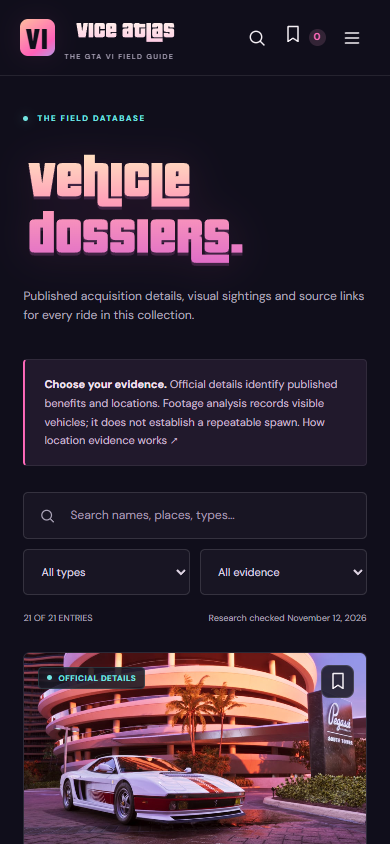 VI
vice atlas
THE GTA VI FIELD GUIDE
0
THE FIELD DATABASE
vehicle
dossiers.
Published acquisition details, visual sightings and source links
for every ride in this collection.
Choose your evidence. Official details identify published
benefits and locations. Footage analysis records visible
vehicles; it does not establish a repeatable spawn. How
location evidence works ↗
Search names, places, types...
All types
All evidence
21 OF 21 ENTRIES
Research checked November 12, 2026
OFFICIAL DETAILS
Pegasus